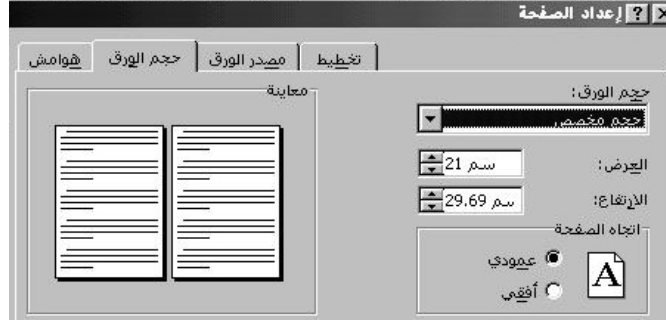 إعداد الصفحة
هوامش حجم الورق مصدر الورق تخطيط
حجم الورق:
حجم مخصص
العرض:
21 سم
الارتفاع:
29.69 سم
اتجاه الصفحة
A
عمودي
أفقي
معاينة